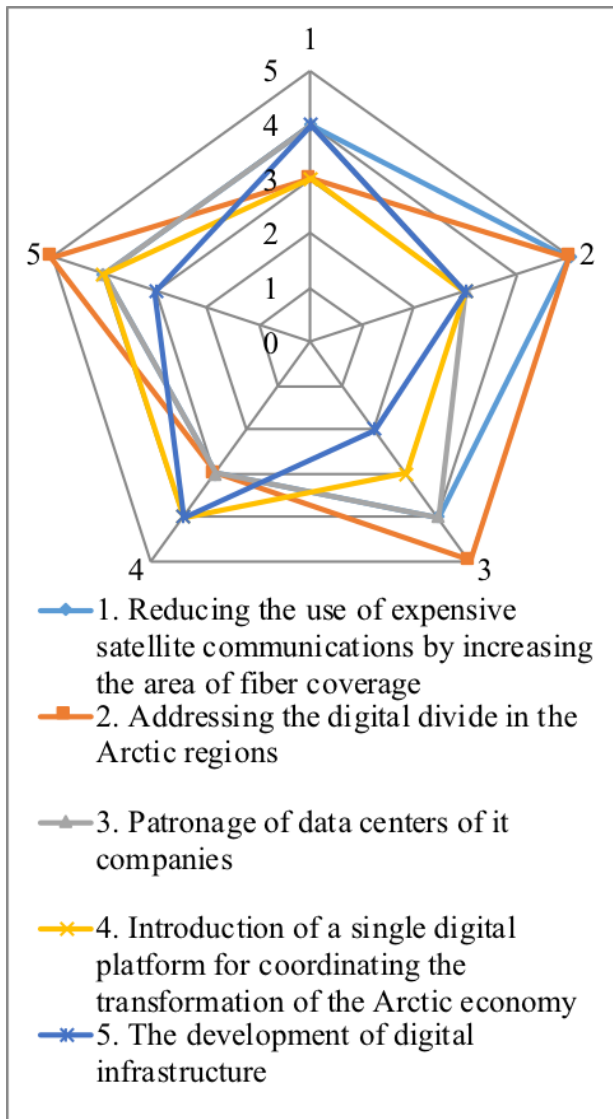 1
5
4
3
2
1
0
5
2
4
3
1. Reducing the use of expensive
satellite communications by increasing
the area of fiber coverage
2. Addressing the digital divide in the
Arctic regions
3. Patronage of data centers of it
companies
4. Introduction of a single digital
platform for coordinating the
transformation of the Arctic economy
5. The development of digital
infrastructure